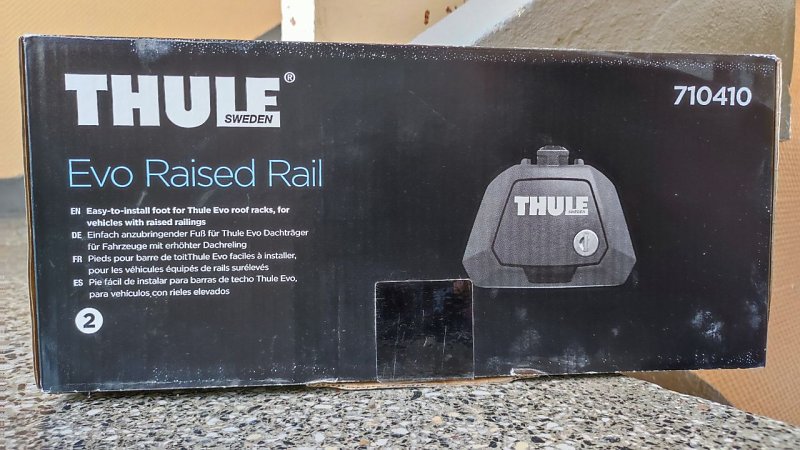 THULE®
SWEDEN
710410
Evo Raised Rail
EN Easy-to-install foot for Thule Evo roof racks, for
vehicles with raised railings
DE Einfach anzubringender Fuß für Thule Evo Dachträger
für Fahrzeuge mit erhöhter Dachreling
FR Pieds pour barre de toitThule Evo faciles à installer,
pour les véhicules équipés de rails surélevés
ES Pie fácil de instalar para barras de techo Thule Evo,
para vehículos con rieles elevados
2
THULE
SWEDEN